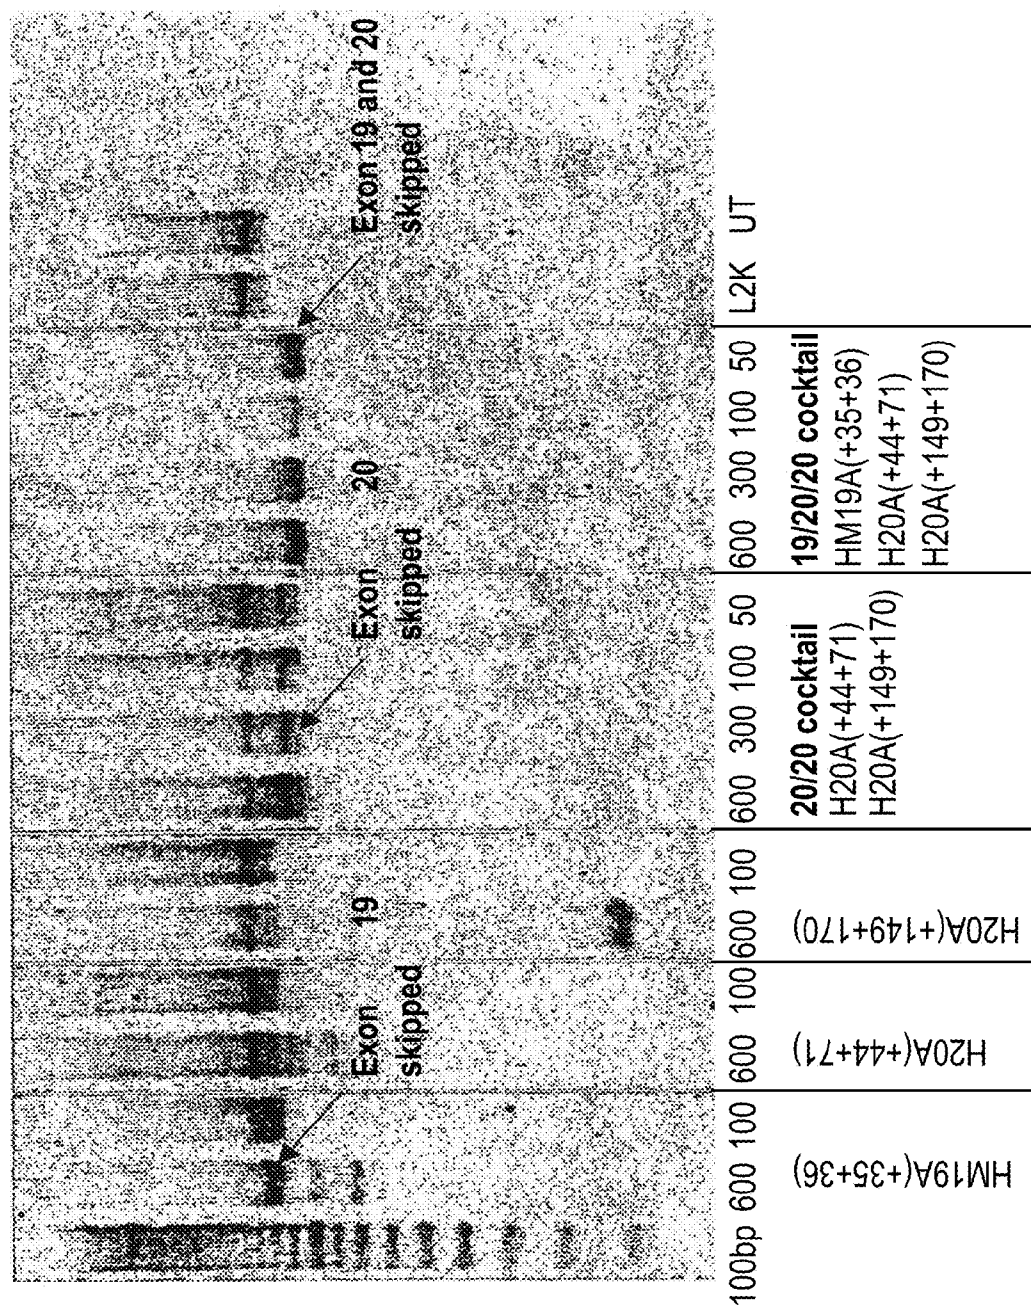 Exon 19
skipped
Exon 20
skipped
Exon 19 and 20
skipped
100bp 600 100 600 100 600 100 600 300 100 50 600 300 100 50 L2K UT
HM19A(+35+36)
H20A(+44+71)
H20A(+149+170)
20/20 cocktail
H20A(+44+71)
H20A(+149+170)
19/20/20 cocktail
HM19A(+35+36)
H20A(+44+71)
H20A(+149+170)